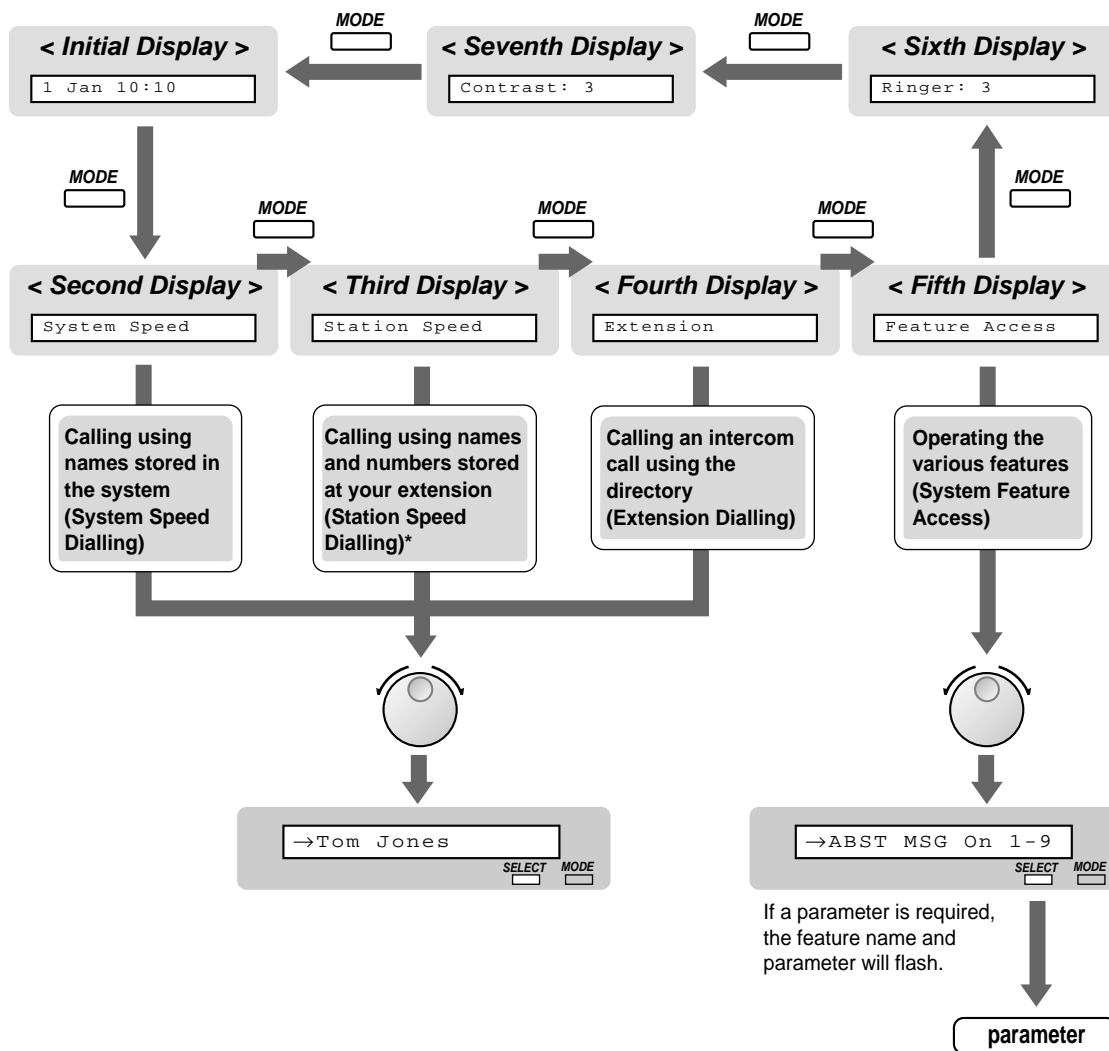 MODE
MODE
< Initial Display >
< Seventh Display >
< Sixth Display >
1 Jan 10:10
Contrast: 3
Ringer: 3
MODE
MODE
MODE
MODE
MODE
< Second Display >
< Third Display >
< Fourth Display >
< Fifth Display >
System Speed
Station Speed
Extension
Feature Access
Calling using
names stored in
the system
(System Speed
Dialling)
Calling using names
and numbers stored
at your extension
(Station Speed
Dialling)*
Calling an intercom
call using the
directory
(Extension Dialling)
Operating the
various features
(System Feature
Access)
→Tom Jones
SELECT MODE
→ABST MSG On 1-9
SELECT MODE
If a parameter is required,
the feature name and
parameter will flash.
parameter